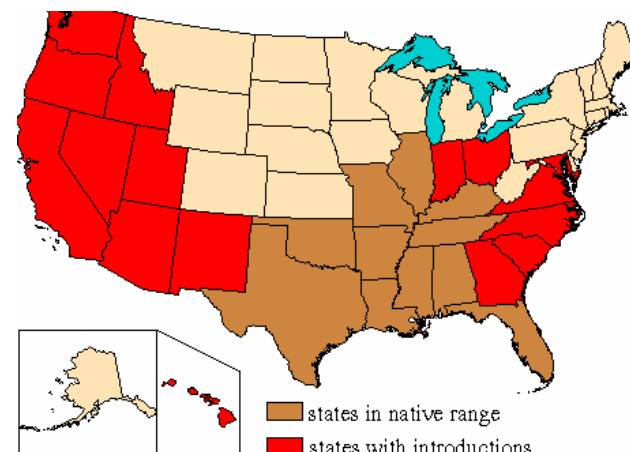 states in native range
states with introductions